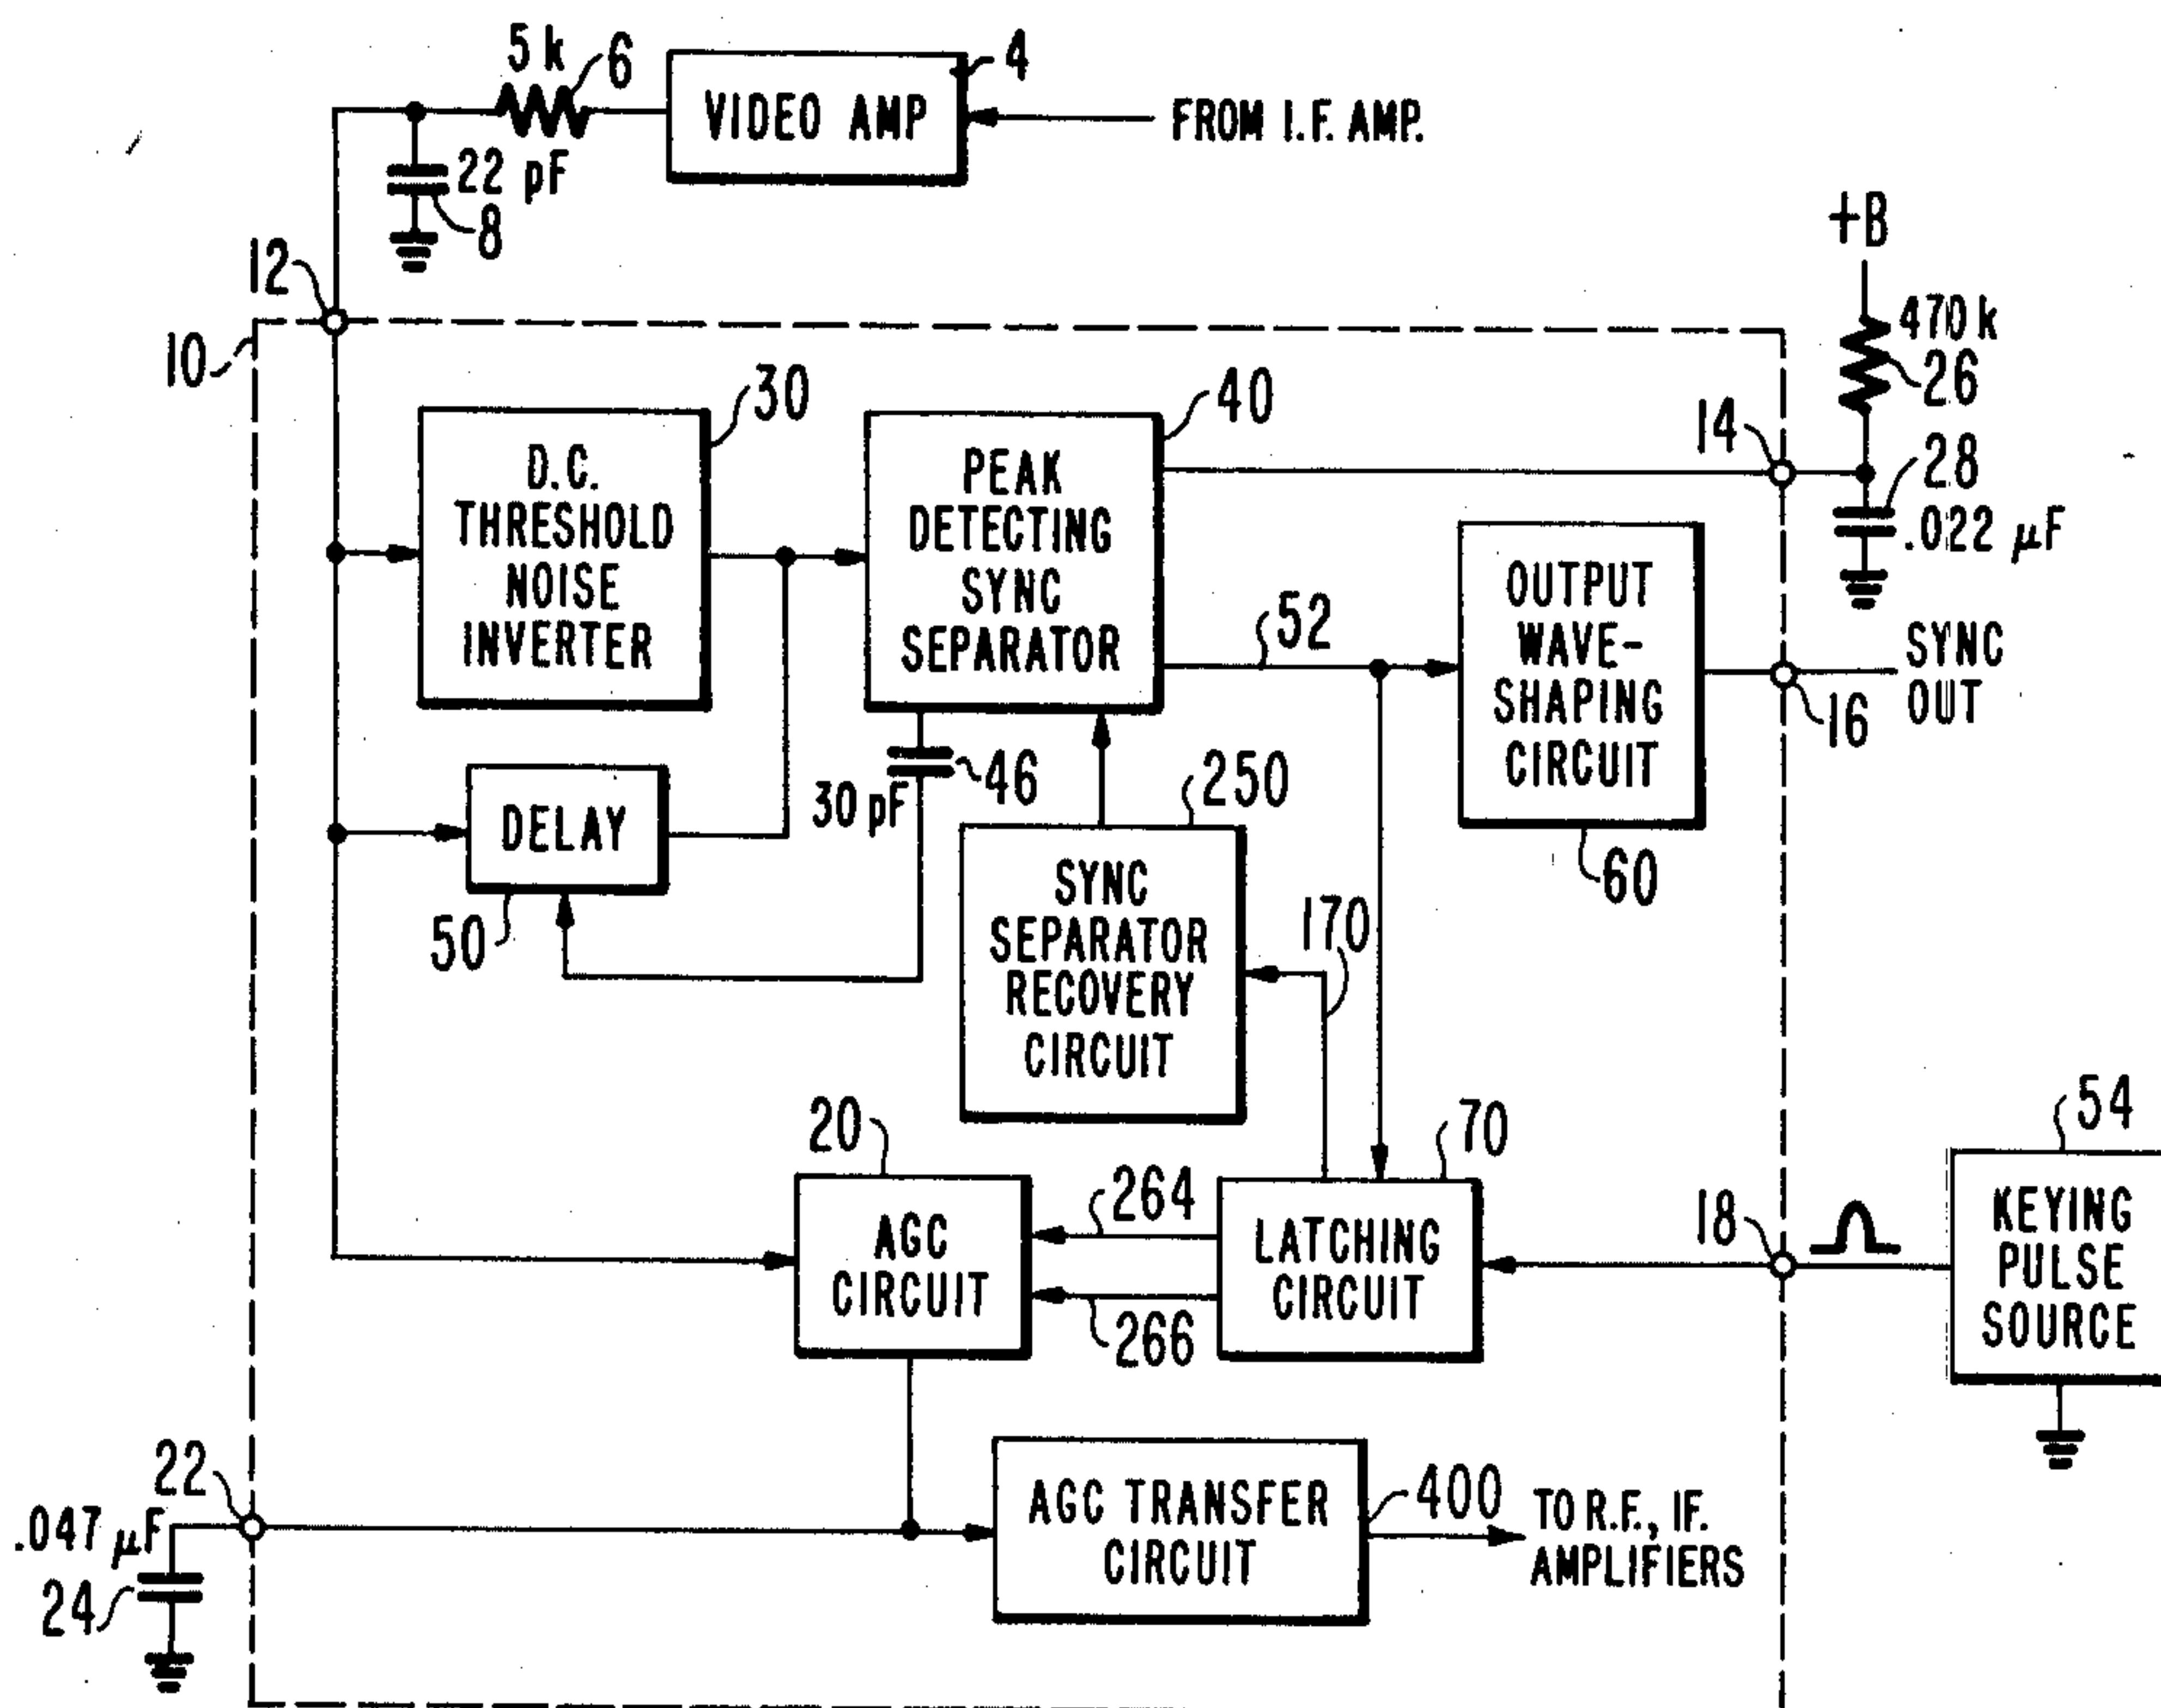 5 k
6
4
VIDEO AMP
FROM I.F. AMP.
22 pF
8
+B
12
10
470 k
26
30
40
14
28
.022 µF
D.C.
THRESHOLD
NOISE
INVERTER
PEAK
DETECTING
SYNC
SEPARATOR
52
OUTPUT
WAVE-
SHAPING
CIRCUIT
SYNC
OUT
16
46
30 pF
250
60
DELAY
50
SYNC
SEPARATOR
RECOVERY
CIRCUIT
170
20
70
54
264
266
AGC
CIRCUIT
LATCHING
CIRCUIT
18
KEYING
PULSE
SOURCE
22
.047 µF
24
AGC TRANSFER
CIRCUIT
400
TO R.F., IF.
AMPLIFIERS